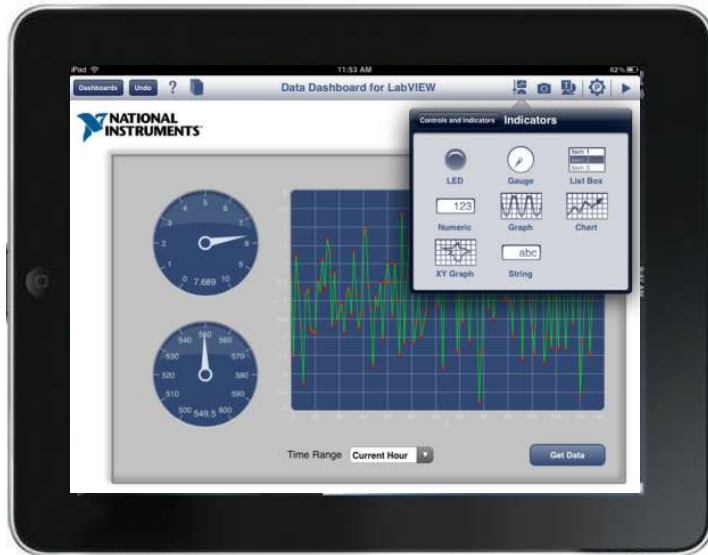 iPad 11:53 AM 62%
Dashboards Undo ? Data Dashboard for LabVIEW
NATIONAL
INSTRUMENTS
Controls and Indicators Indicators
LED Gauge List Box
Item 1
Item 2
Item 3
123
Numeric Graph Chart
XY Graph
abc
String
0 1 2 3 4 5 6 7 8 9 10
7.689
500 510 520 530 540 550 560 570 580 590 600
549.5
Time Range Current Hour Get Data